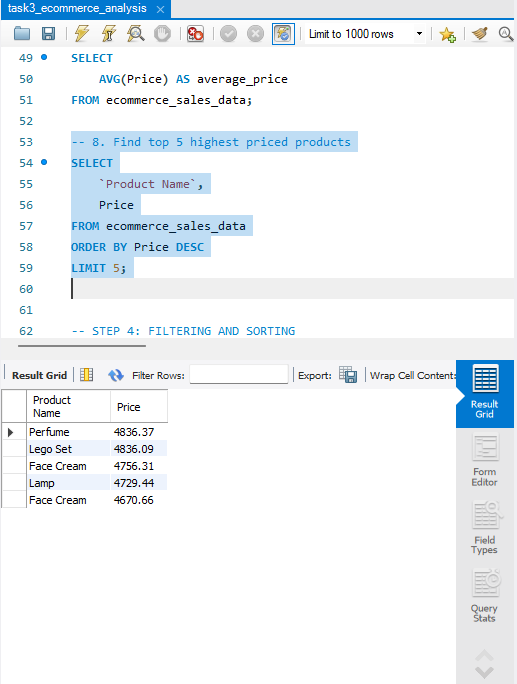 task3_ecommerce_analysis ×
Limit to 1000 rows
49 SELECT
50 AVG(Price) AS average_price
51 FROM ecommerce_sales_data;
52
53 -- 8. Find top 5 highest priced products
54 SELECT
55 `Product Name`,
56 Price
57 FROM ecommerce_sales_data
58 ORDER BY Price DESC
59 LIMIT 5;
60
61
62 -- STEP 4: FILTERING AND SORTING
Result Grid Filter Rows: Export: Wrap Cell Content:
Product Name Price
Perfume 4836.37
Lego Set 4836.09
Face Cream 4756.31
Lamp 4729.44
Face Cream 4670.66
Result
Grid
Form
Editor
Field
Types
Query
Stats